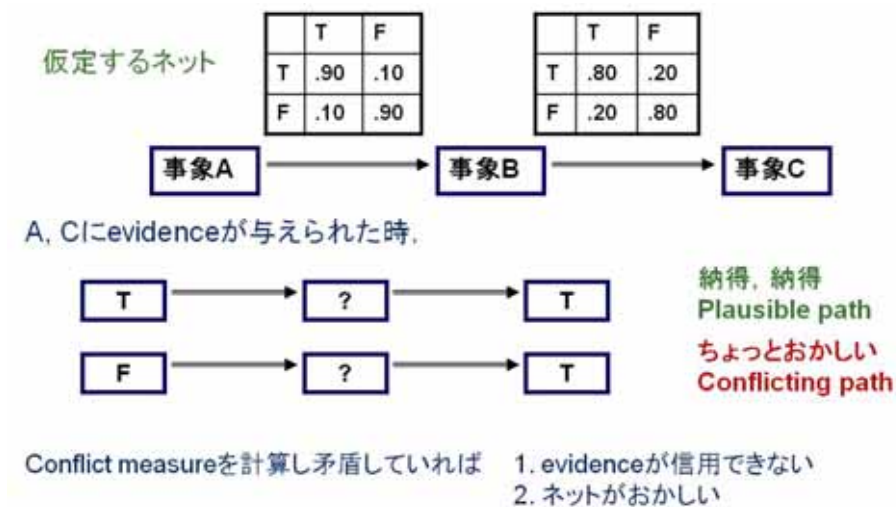 仮定するネット
T F
T .90 .10
F .10 .90
T F
T .80 .20
F .20 .80
事象A 事象B 事象C
A, Cにevidenceが与えられた時,
T ? T
納得, 納得
Plausible path
F ? T
ちょっとおかしい
Conflicting path
Conflict measureを計算し矛盾していれば
1. evidenceが信用できない
2. ネットがおかしい